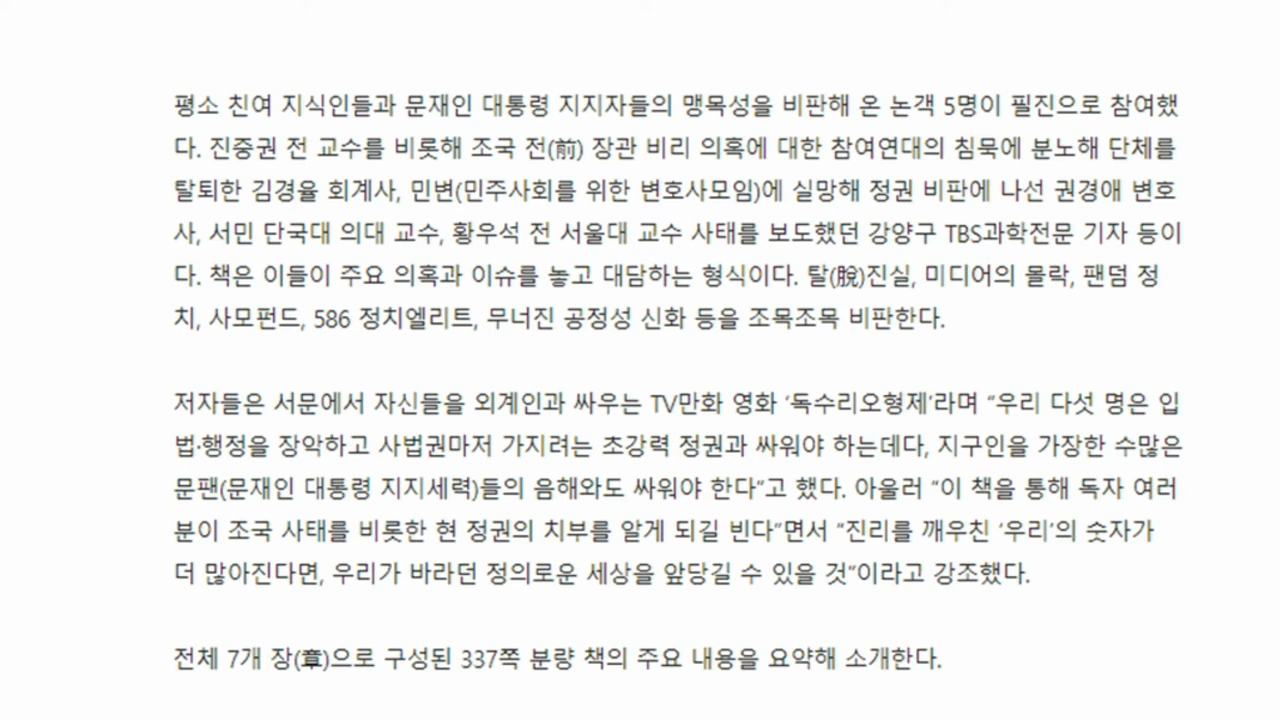 평소 친여 지식인들과 문재인 대통령 지지자들의 맹목성을 비판해 온 논객 5명이 필진으로 참여했
다. 진중권 전 교수를 비롯해 조국 전(前) 장관 비리 의혹에 대한 참여연대의 침묵에 분노해 단체를
탈퇴한 김경율 회계사, 민변(민주사회를 위한 변호사모임)에 실망해 정권 비판에 나선 권경애 변호
사, 서민 단국대 의대 교수, 황우석 전 서울대 교수 사태를 보도했던 강양구 TBS과학전문 기자 등이
다. 책은 이들이 주요 의혹과 이슈를 놓고 대담하는 형식이다. 탈(脫)진실, 미디어의 몰락, 팬덤 정
치, 사모펀드, 586 정치엘리트, 무너진 공정성 신화 등을 조목조목 비판한다.
저자들은 서문에서 자신들을 외계인과 싸우는 TV만화 영화 ‘독수리오형제’라며 “우리 다섯 명은 입
법·행정을 장악하고 사법권마저 가지려는 초강력 정권과 싸워야 하는데다, 지구인을 가장한 수많은
문팬(문재인 대통령 지지세력)들의 음해와도 싸워야 한다”고 했다. 아울러 “이 책을 통해 독자 여러
분이 조국 사태를 비롯한 현 정권의 치부를 알게 되길 빈다”면서 “진리를 깨우친 ‘우리’의 숫자가
더 많아진다면, 우리가 바라던 정의로운 세상을 앞당길 수 있을 것”이라고 강조했다.
전체 7개 장(章)으로 구성된 337쪽 분량 책의 주요 내용을 요약해 소개한다.